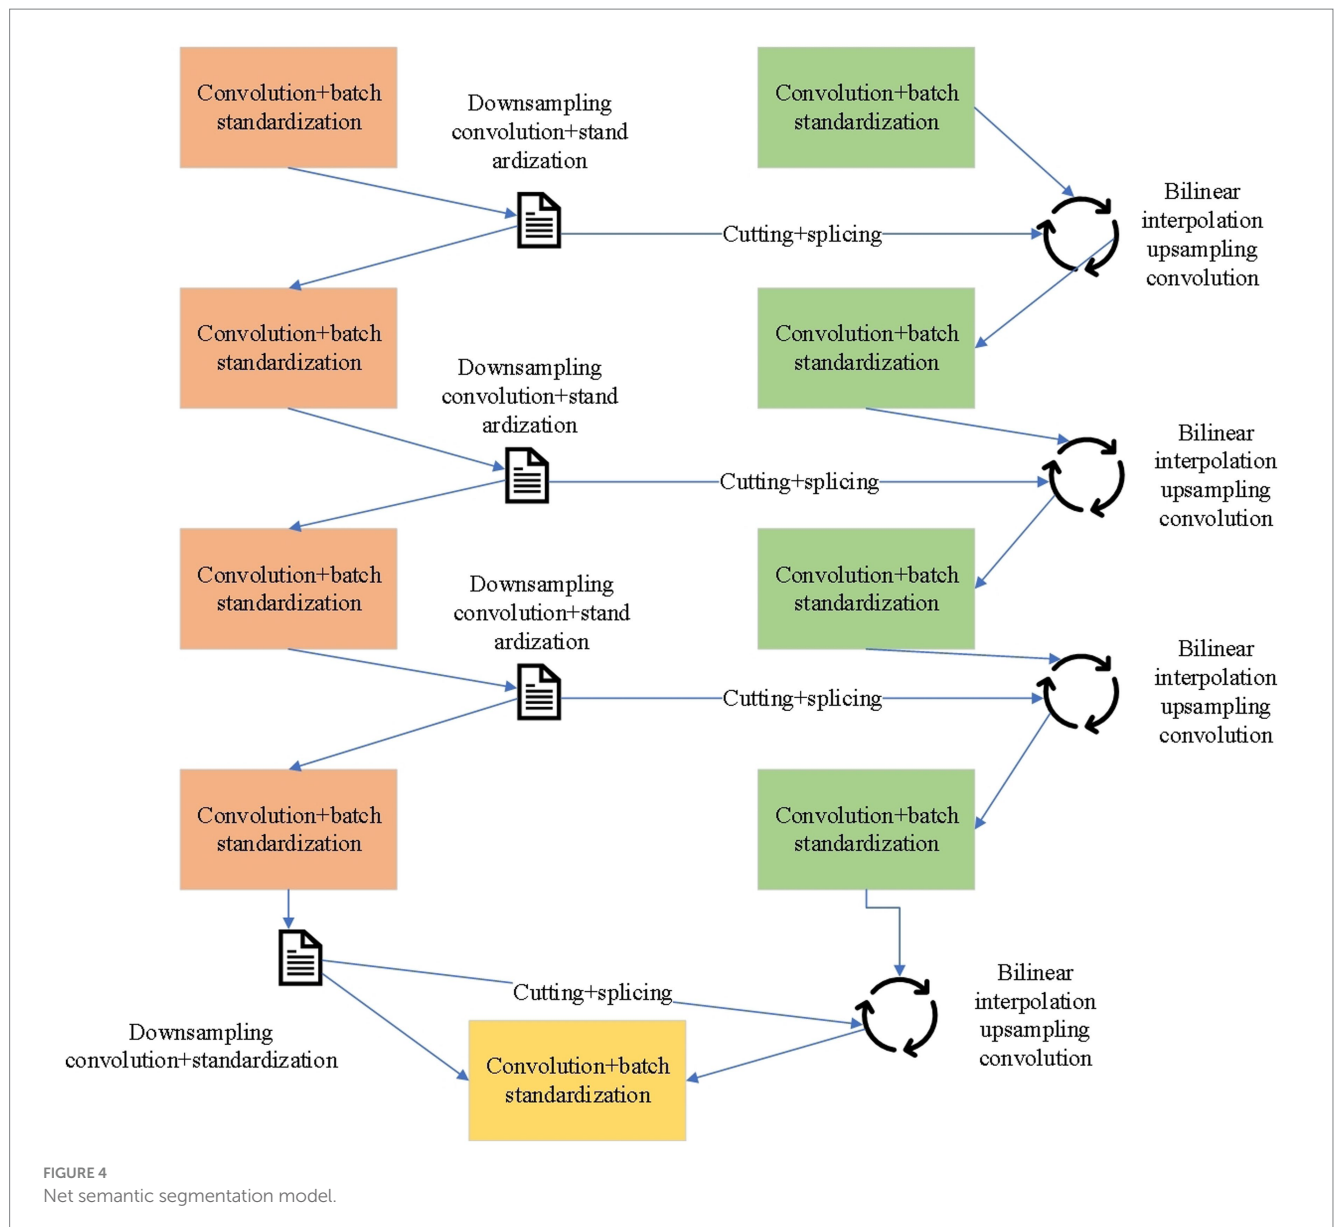 Convolution+batch
standardization
Downsampling
convolution+stand
ardization
Convolution+batch
standardization
Bilinear
interpolation
upsampling
convolution
Cutting+splicing
Convolution+batch
standardization
Downsampling
convolution+stand
ardization
Convolution+batch
standardization
Bilinear
interpolation
upsampling
convolution
Cutting+splicing
Convolution+batch
standardization
Downsampling
convolution+stand
ardization
Convolution+batch
standardization
Bilinear
interpolation
upsampling
convolution
Cutting+splicing
Convolution+batch
standardization
Convolution+batch
standardization
Downsampling
convolution+standardization
Cutting+splicing
Bilinear
interpolation
upsampling
convolution
Convolution+batch
standardization
FIGURE 4
Net semantic segmentation model.